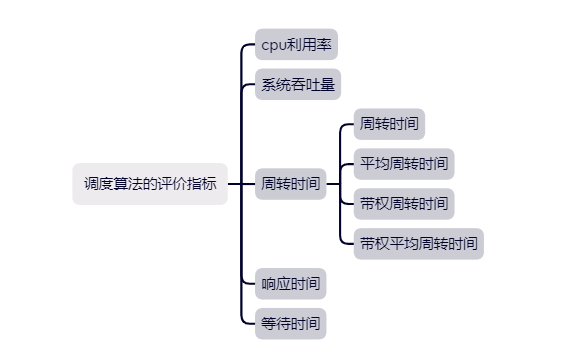 cpu利用率
系统吞吐量
调度算法的评价指标
周转时间
周转时间
平均周转时间
带权周转时间
带权平均周转时间
响应时间
等待时间